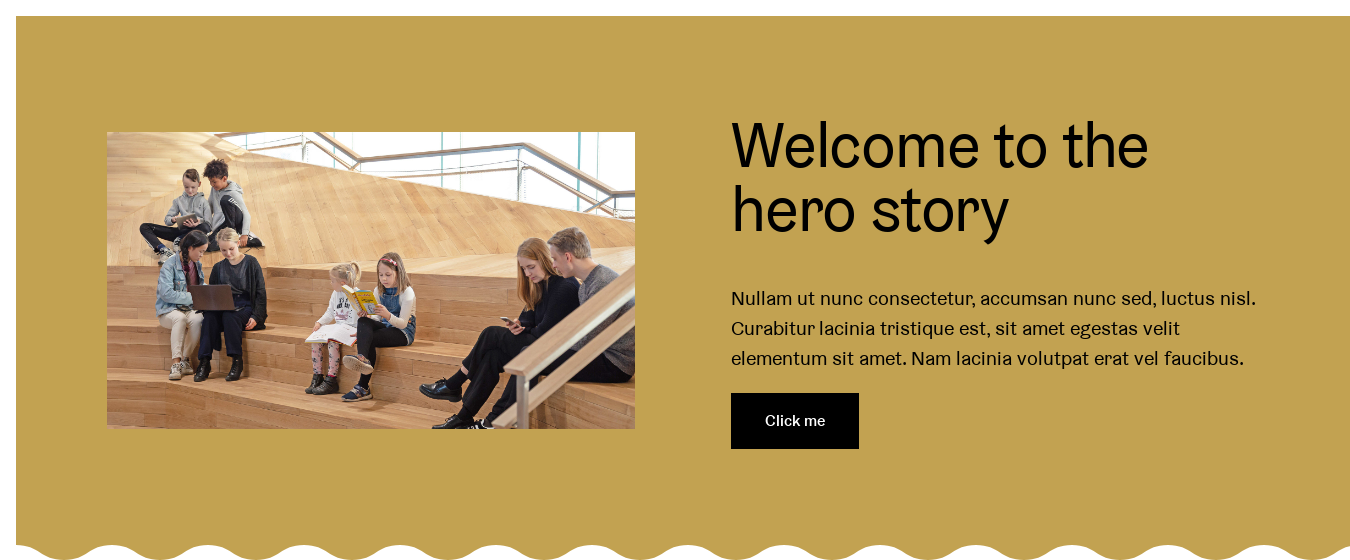 Welcome to the
hero story
Nullam ut nunc consectetur, accumsan nunc sed, luctus nisl.
Curabitur lacinia tristique est, sit amet egestas velit
elementum sit amet. Nam lacinia volutpat erat vel faucibus.
Click me